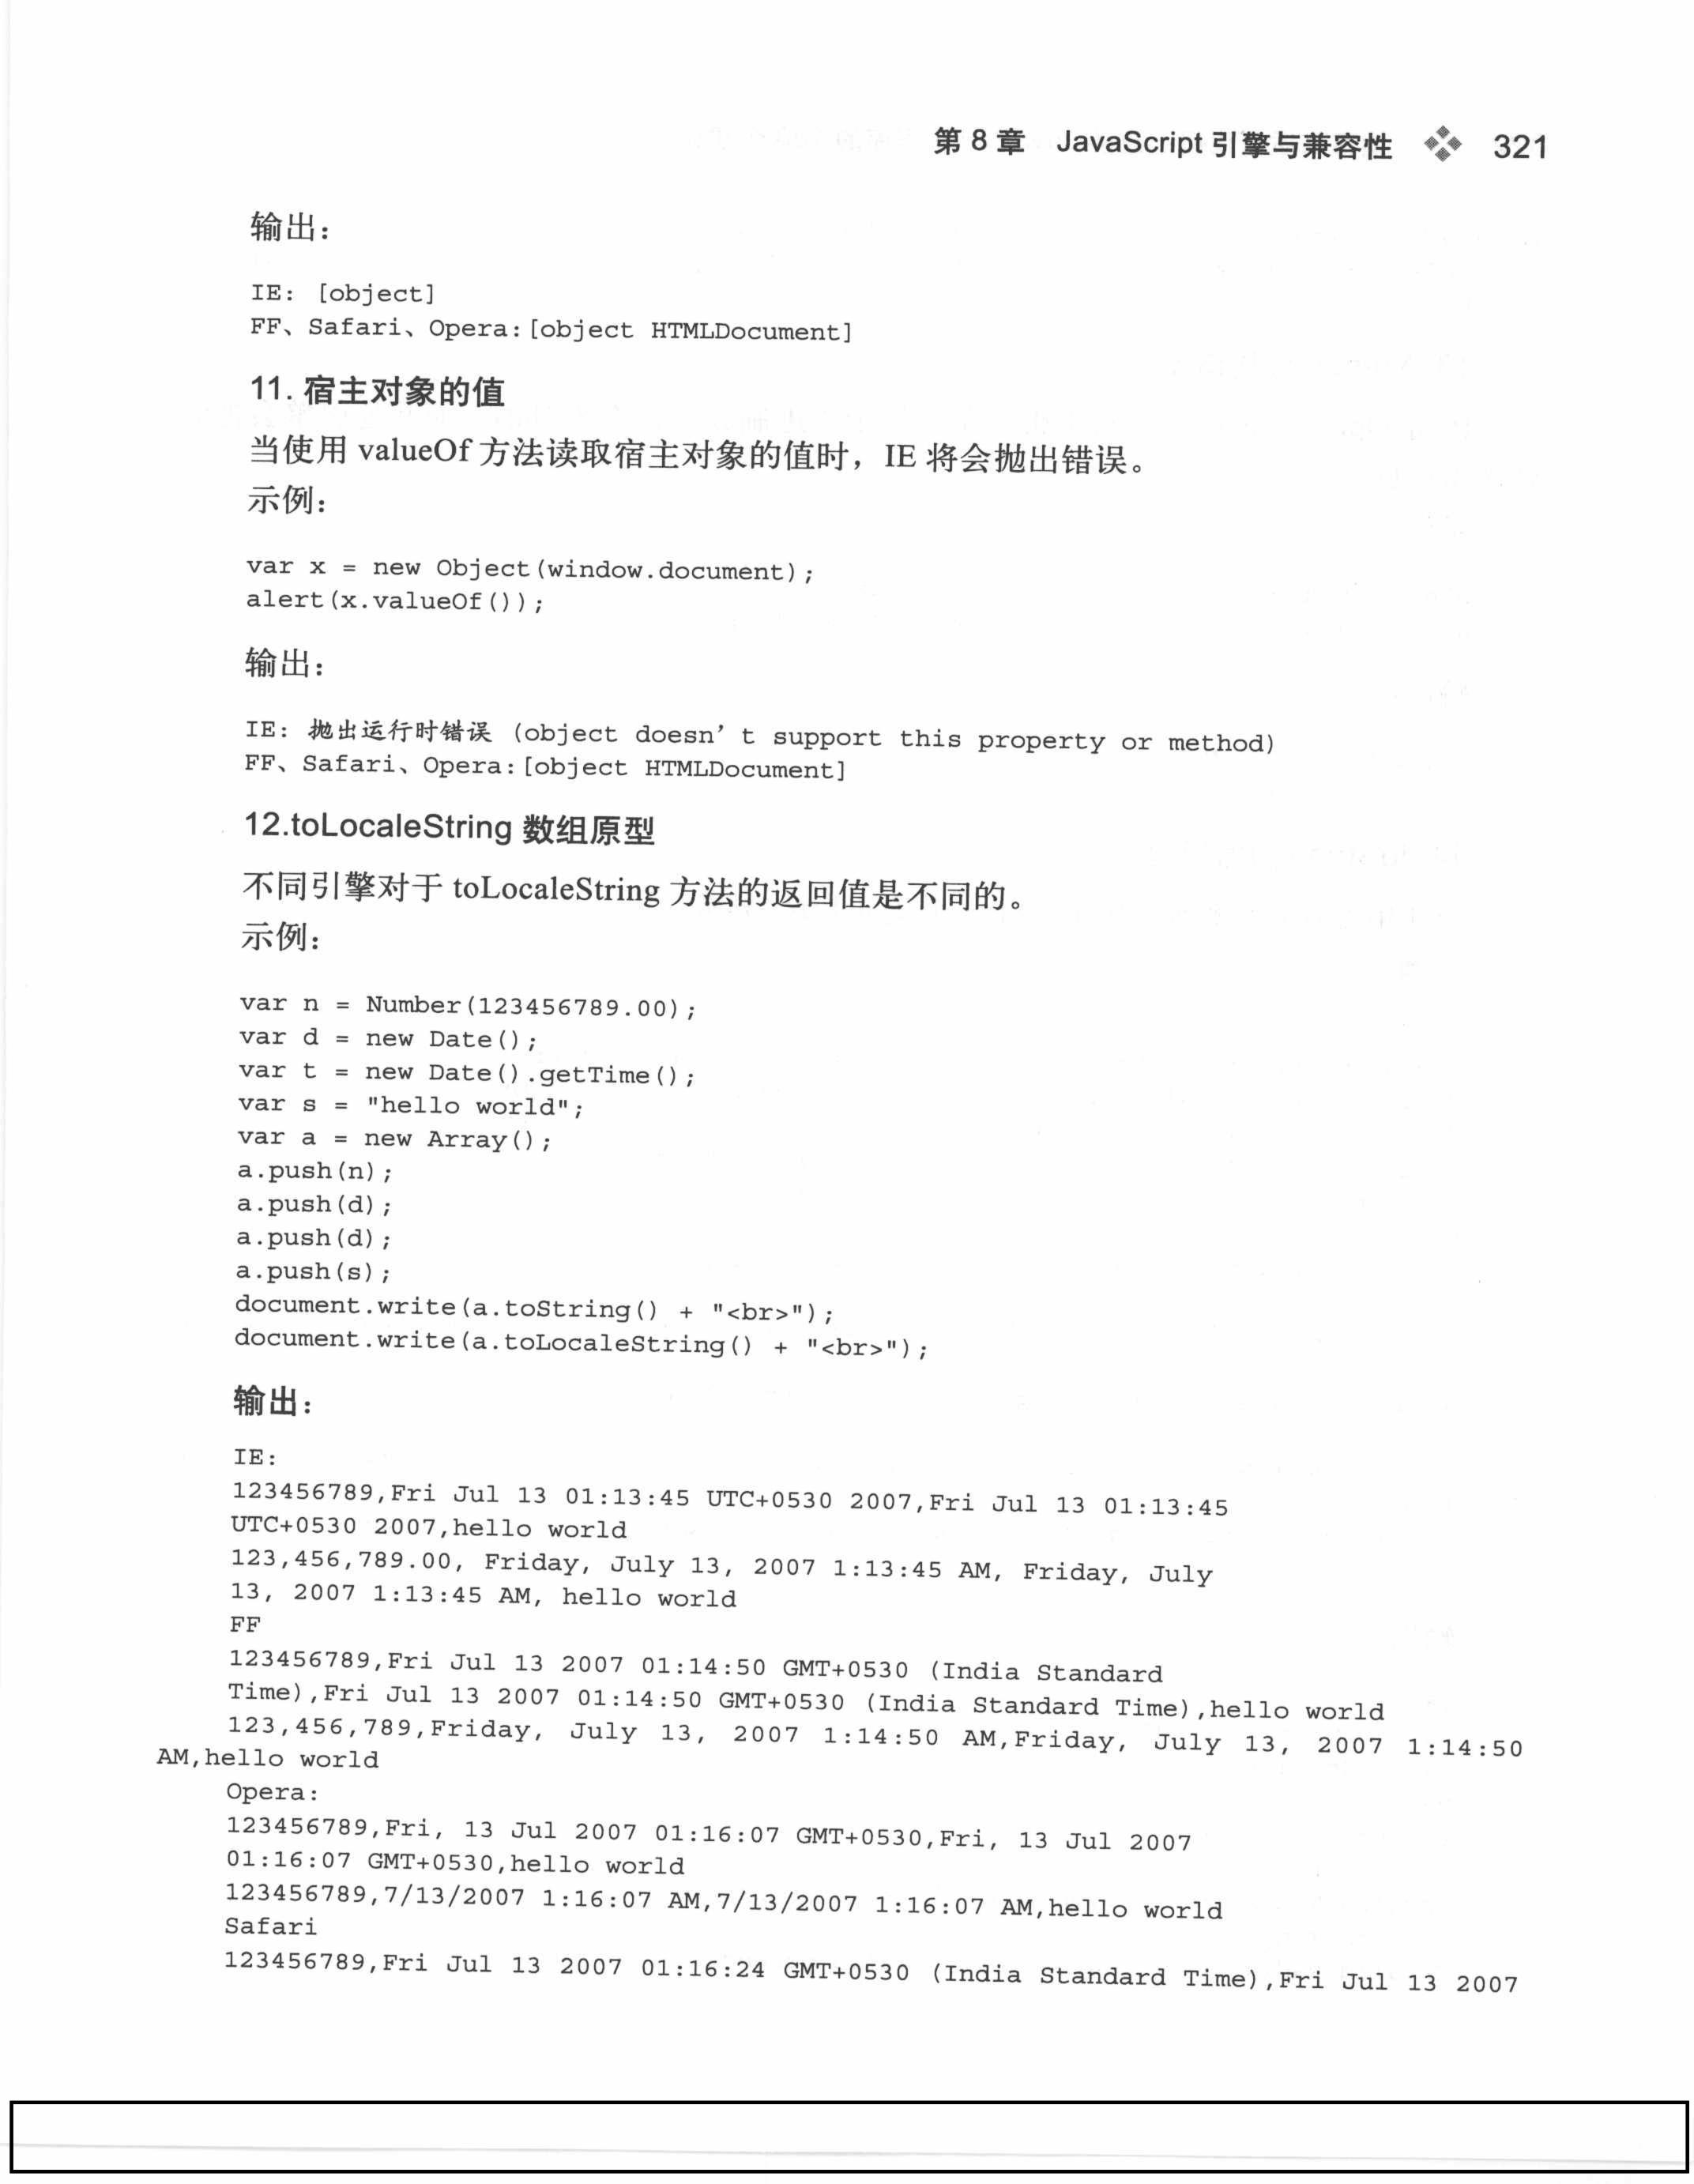 第 8 章 JavaScript 引擎与兼容性 321
输出：
IE: [object]
FF、Safari、Opera:[object HTMLDocument]
11. 宿主对象的值
当使用 valueOf 方法读取宿主对象的值时，IE 将会抛出错误。
示例：
var x = new Object(window.document);
alert(x.valueOf());
输出：
IE: 抛出运行时错误 (object doesn't support this property or method)
FF、Safari、Opera:[object HTMLDocument]
12.toLocaleString 数组原型
不同引擎对于 toLocaleString 方法的返回值是不同的。
示例：
var n = Number(123456789.00);
var d = new Date();
var t = new Date().getTime();
var s = "hello world";
var a = new Array();
a.push(n);
a.push(d);
a.push(d);
a.push(s);
document.write(a.toString() + "<br>");
document.write(a.toLocaleString() + "<br>");
输出：
IE:
123456789,Fri Jul 13 01:13:45 UTC+0530 2007,Fri Jul 13 01:13:45
UTC+0530 2007,hello world
123,456,789.00, Friday, July 13, 2007 1:13:45 AM, Friday, July
13, 2007 1:13:45 AM, hello world
FF
123456789,Fri Jul 13 2007 01:14:50 GMT+0530 (India Standard
Time),Fri Jul 13 2007 01:14:50 GMT+0530 (India Standard Time),hello world
123,456,789,Friday, July 13, 2007 1:14:50 AM,Friday, July 13, 2007 1:14:50
AM,hello world
Opera:
123456789,Fri, 13 Jul 2007 01:16:07 GMT+0530,Fri, 13 Jul 2007
01:16:07 GMT+0530,hello world
123456789,7/13/2007 1:16:07 AM,7/13/2007 1:16:07 AM,hello world
Safari
123456789,Fri Jul 13 2007 01:16:24 GMT+0530 (India Standard Time),Fri Jul 13 2007